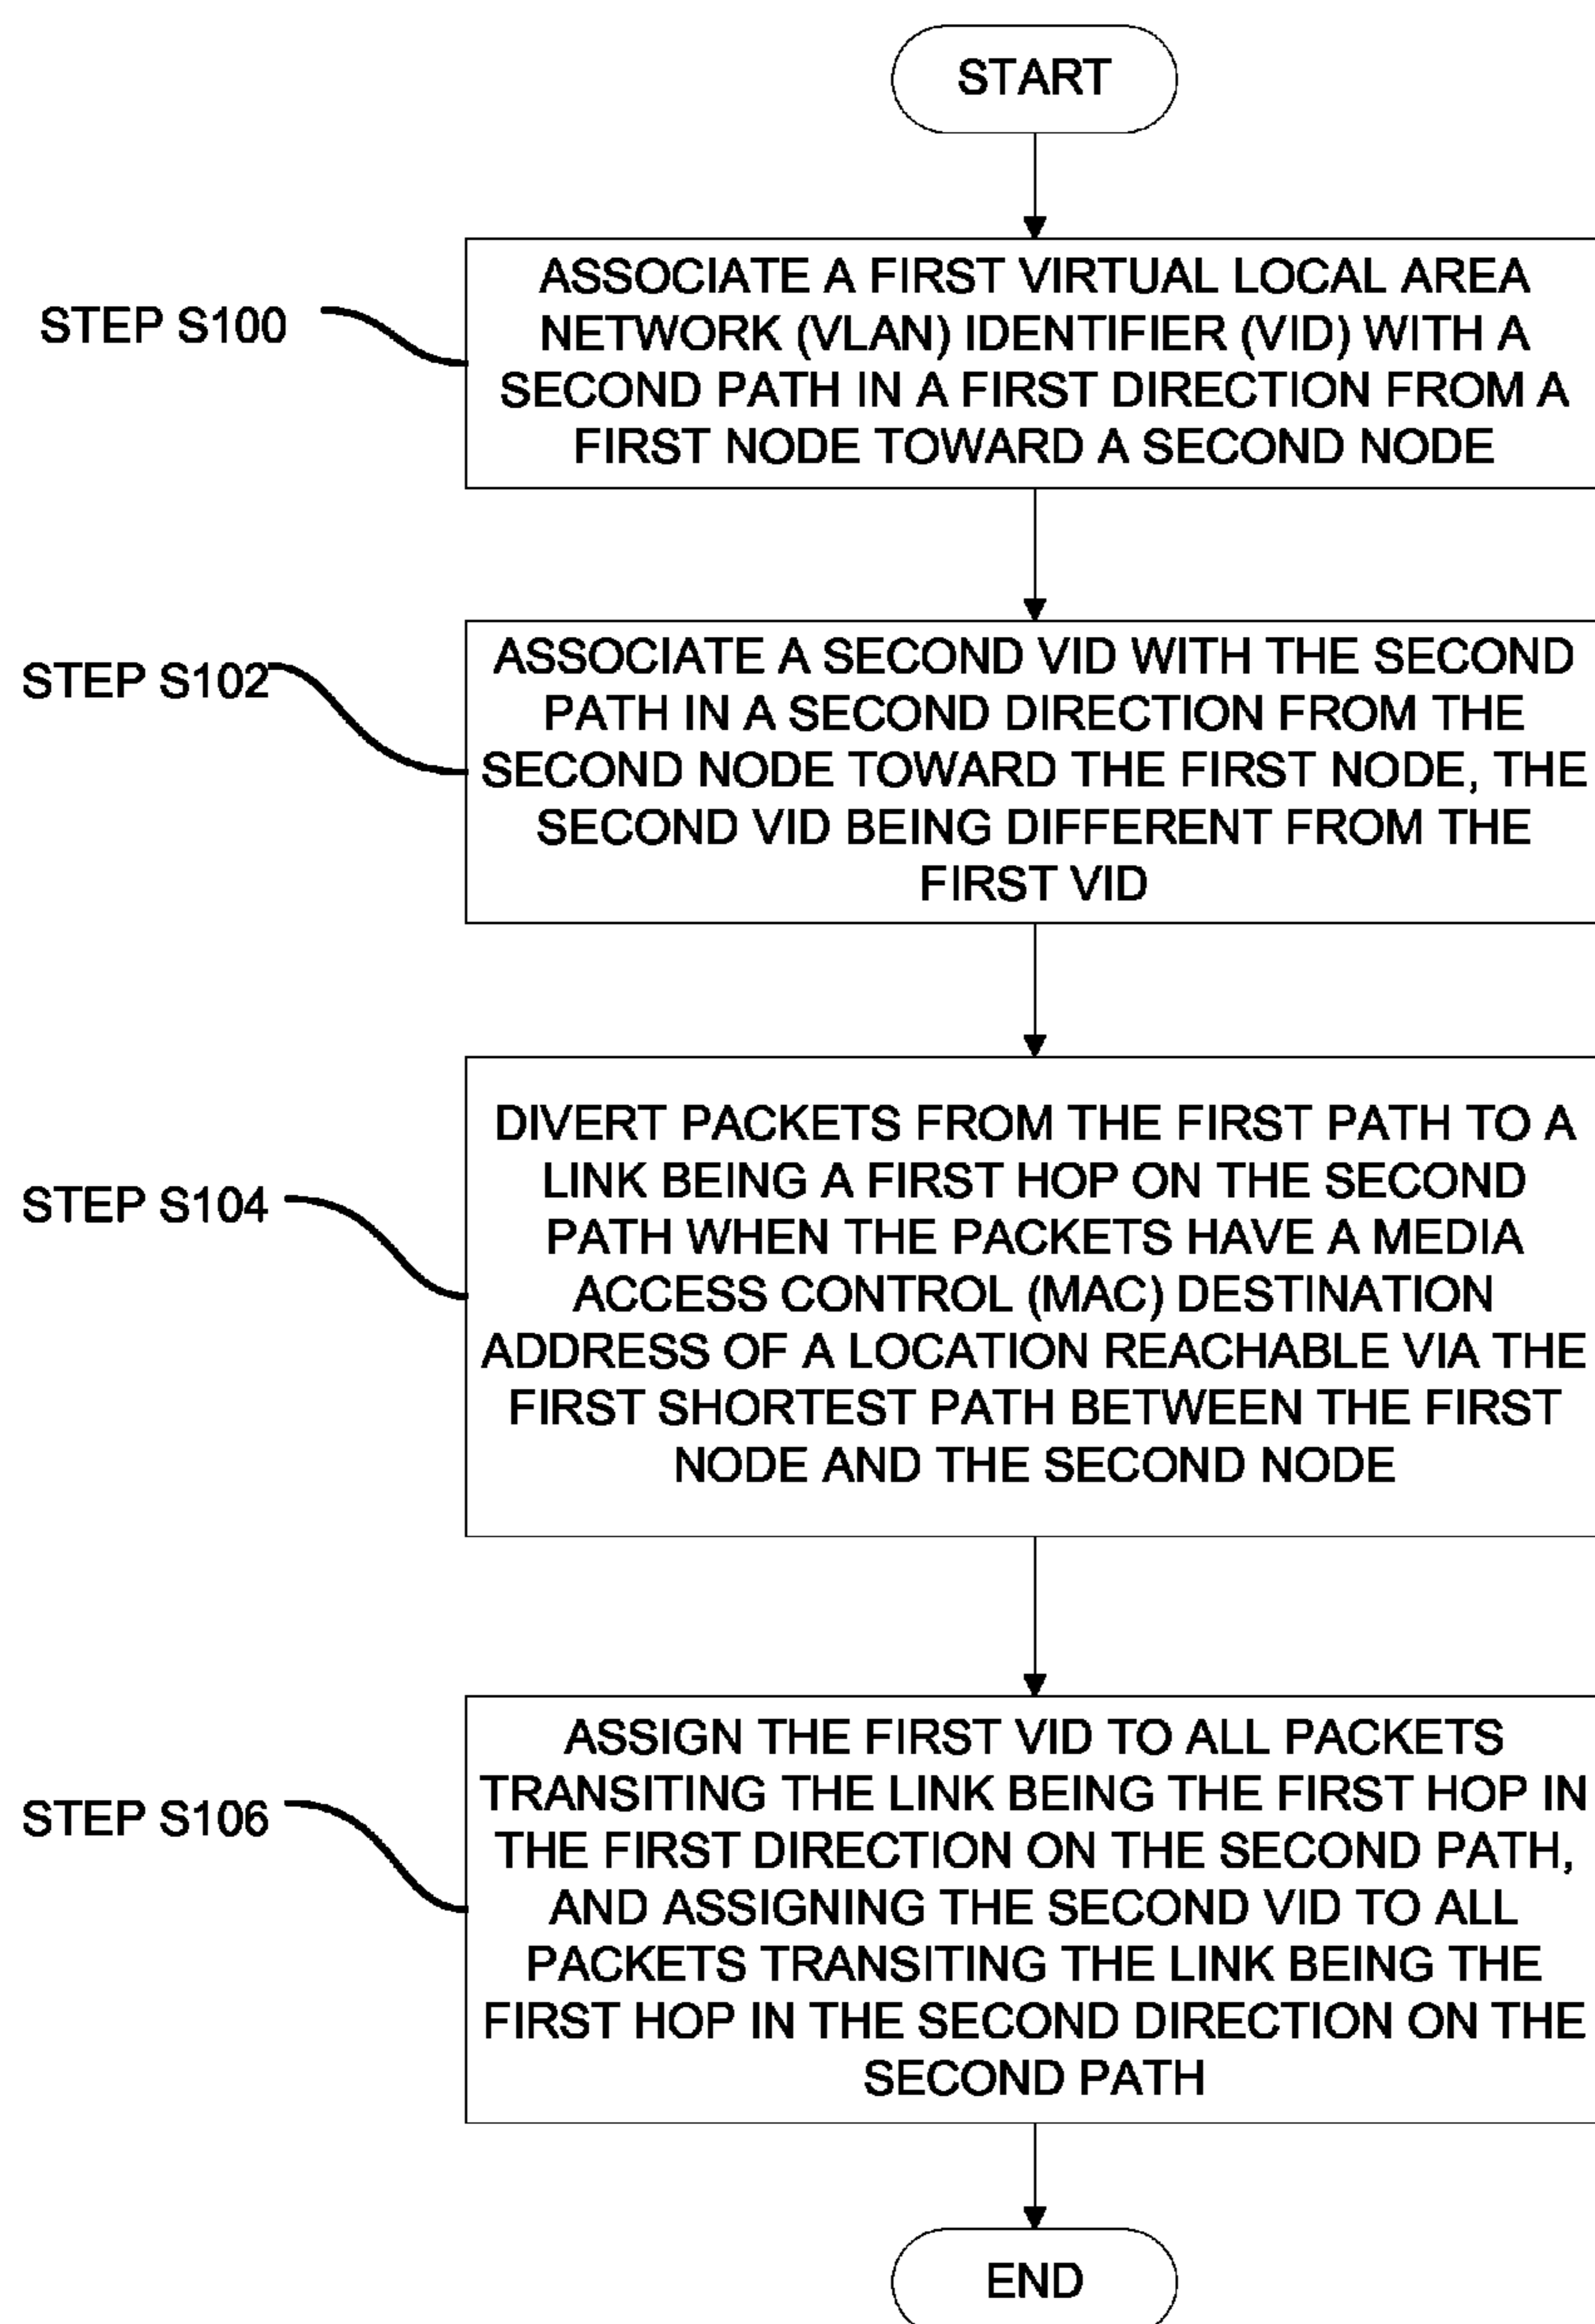 START
STEP S100
ASSOCIATE A FIRST VIRTUAL LOCAL AREA
NETWORK (VLAN) IDENTIFIER (VID) WITH A
SECOND PATH IN A FIRST DIRECTION FROM A
FIRST NODE TOWARD A SECOND NODE
STEP S102
ASSOCIATE A SECOND VID WITH THE SECOND
PATH IN A SECOND DIRECTION FROM THE
SECOND NODE TOWARD THE FIRST NODE, THE
SECOND VID BEING DIFFERENT FROM THE
FIRST VID
STEP S104
DIVERT PACKETS FROM THE FIRST PATH TO A
LINK BEING A FIRST HOP ON THE SECOND
PATH WHEN THE PACKETS HAVE A MEDIA
ACCESS CONTROL (MAC) DESTINATION
ADDRESS OF A LOCATION REACHABLE VIA THE
FIRST SHORTEST PATH BETWEEN THE FIRST
NODE AND THE SECOND NODE
STEP S106
ASSIGN THE FIRST VID TO ALL PACKETS
TRANSITING THE LINK BEING THE FIRST HOP IN
THE FIRST DIRECTION ON THE SECOND PATH,
AND ASSIGNING THE SECOND VID TO ALL
PACKETS TRANSITING THE LINK BEING THE
FIRST HOP IN THE SECOND DIRECTION ON THE
SECOND PATH
END